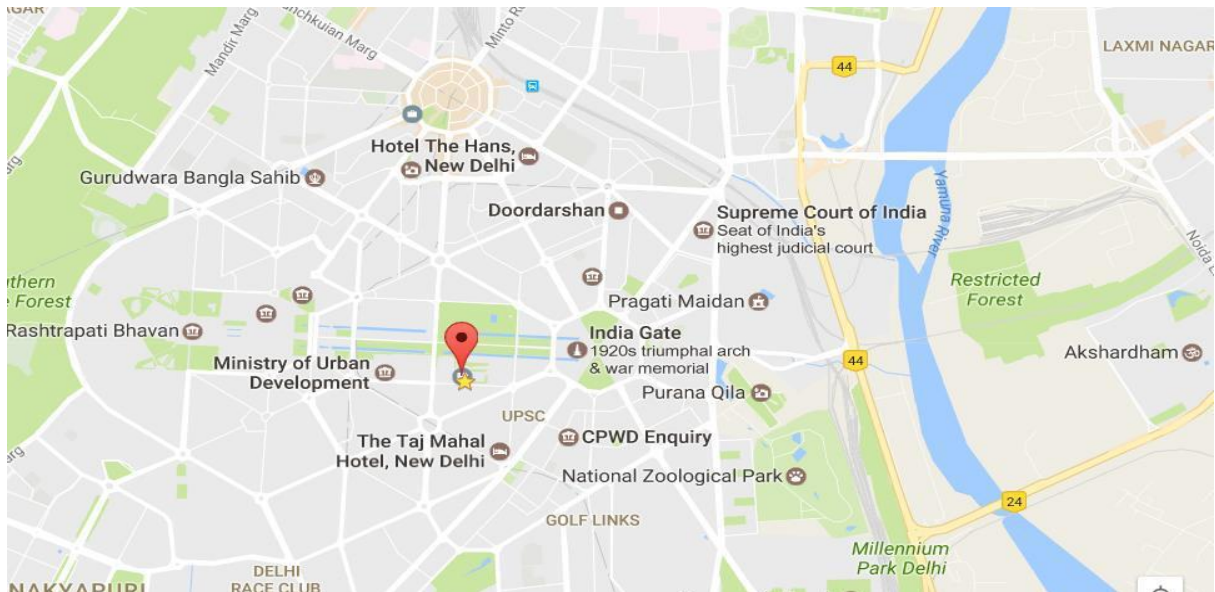 Mandir Marg
Minto
44
LAXMI NAGAR
Hotel The Hans,
New Delhi
Gurudwara Bangla Sahib
Yamuna River
Doordarshan
Supreme Court of India
Seat of India's
highest judicial court
Noida
Restricted
Forest
Forest
Pragati Maidan
Rashtrapati Bhavan
India Gate
1920s triumphal arch
& war memorial
Akshardham
44
Ministry of Urban
Development
Purana Qila
UPSC
The Taj Mahal
Hotel, New Delhi
CPWD Enquiry
National Zoological Park
24
GOLF LINKS
Millennium
Park Delhi
DELHI
RACE CLUB